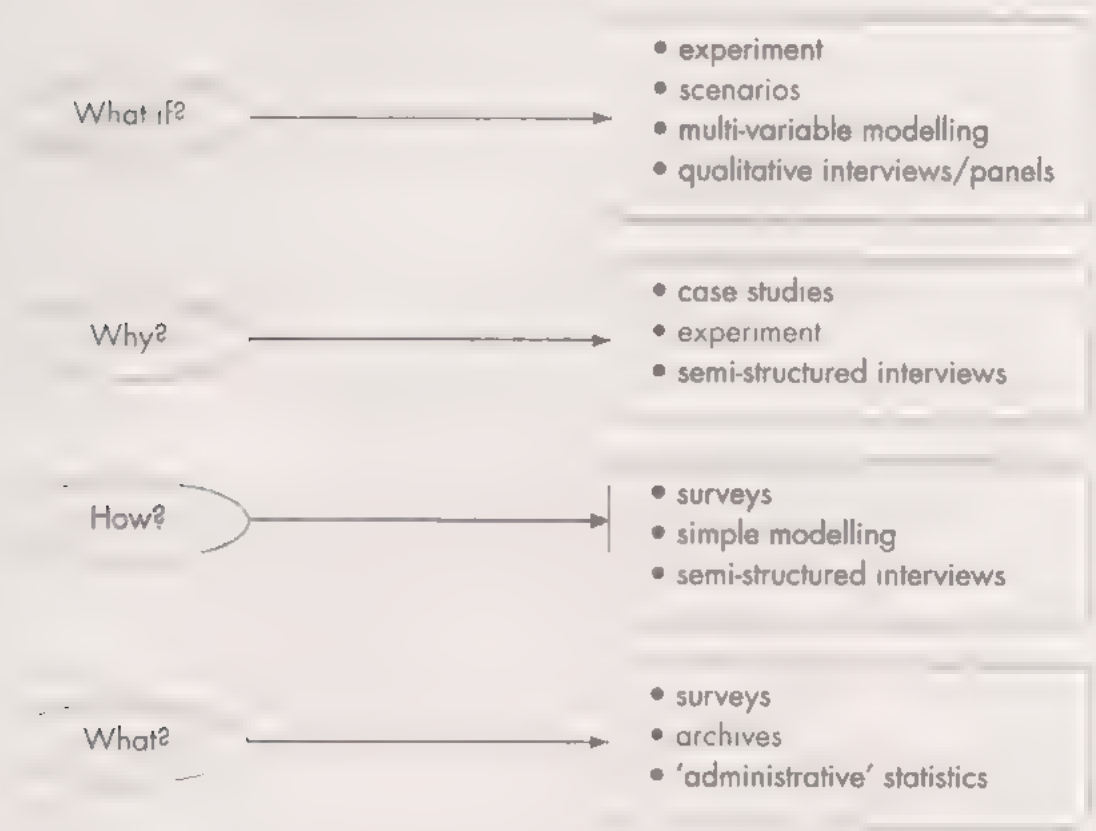 What if?
• experiment
• scenarios
• multi-variable modelling
• qualitative interviews/panels
Why?
• case studies
• experiment
• semi-structured interviews
How?
• surveys
• simple modelling
• semi-structured interviews
What?
• surveys
• archives
• 'administrative' statistics